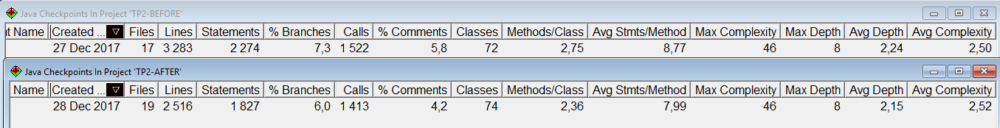 Java Checkpoints In Project 'TP2-BEFORE'
t Name Created ... Files Lines Statements % Branches Calls % Comments Classes Methods/Class Avg Stmts/Method Max Complexity Max Depth Avg Depth Avg Complexity
27 Dec 2017 17 3 283 2 274 7,3 1 522 5,8 72 2,75 8,77 46 8 2,24 2,50
Java Checkpoints In Project 'TP2-AFTER'
Name Created ... Files Lines Statements % Branches Calls % Comments Classes Methods/Class Avg Stmts/Method Max Complexity Max Depth Avg Depth Avg Complexity
28 Dec 2017 19 2 516 1 827 6,0 1 413 4,2 74 2,36 7,99 46 8 2,15 2,52